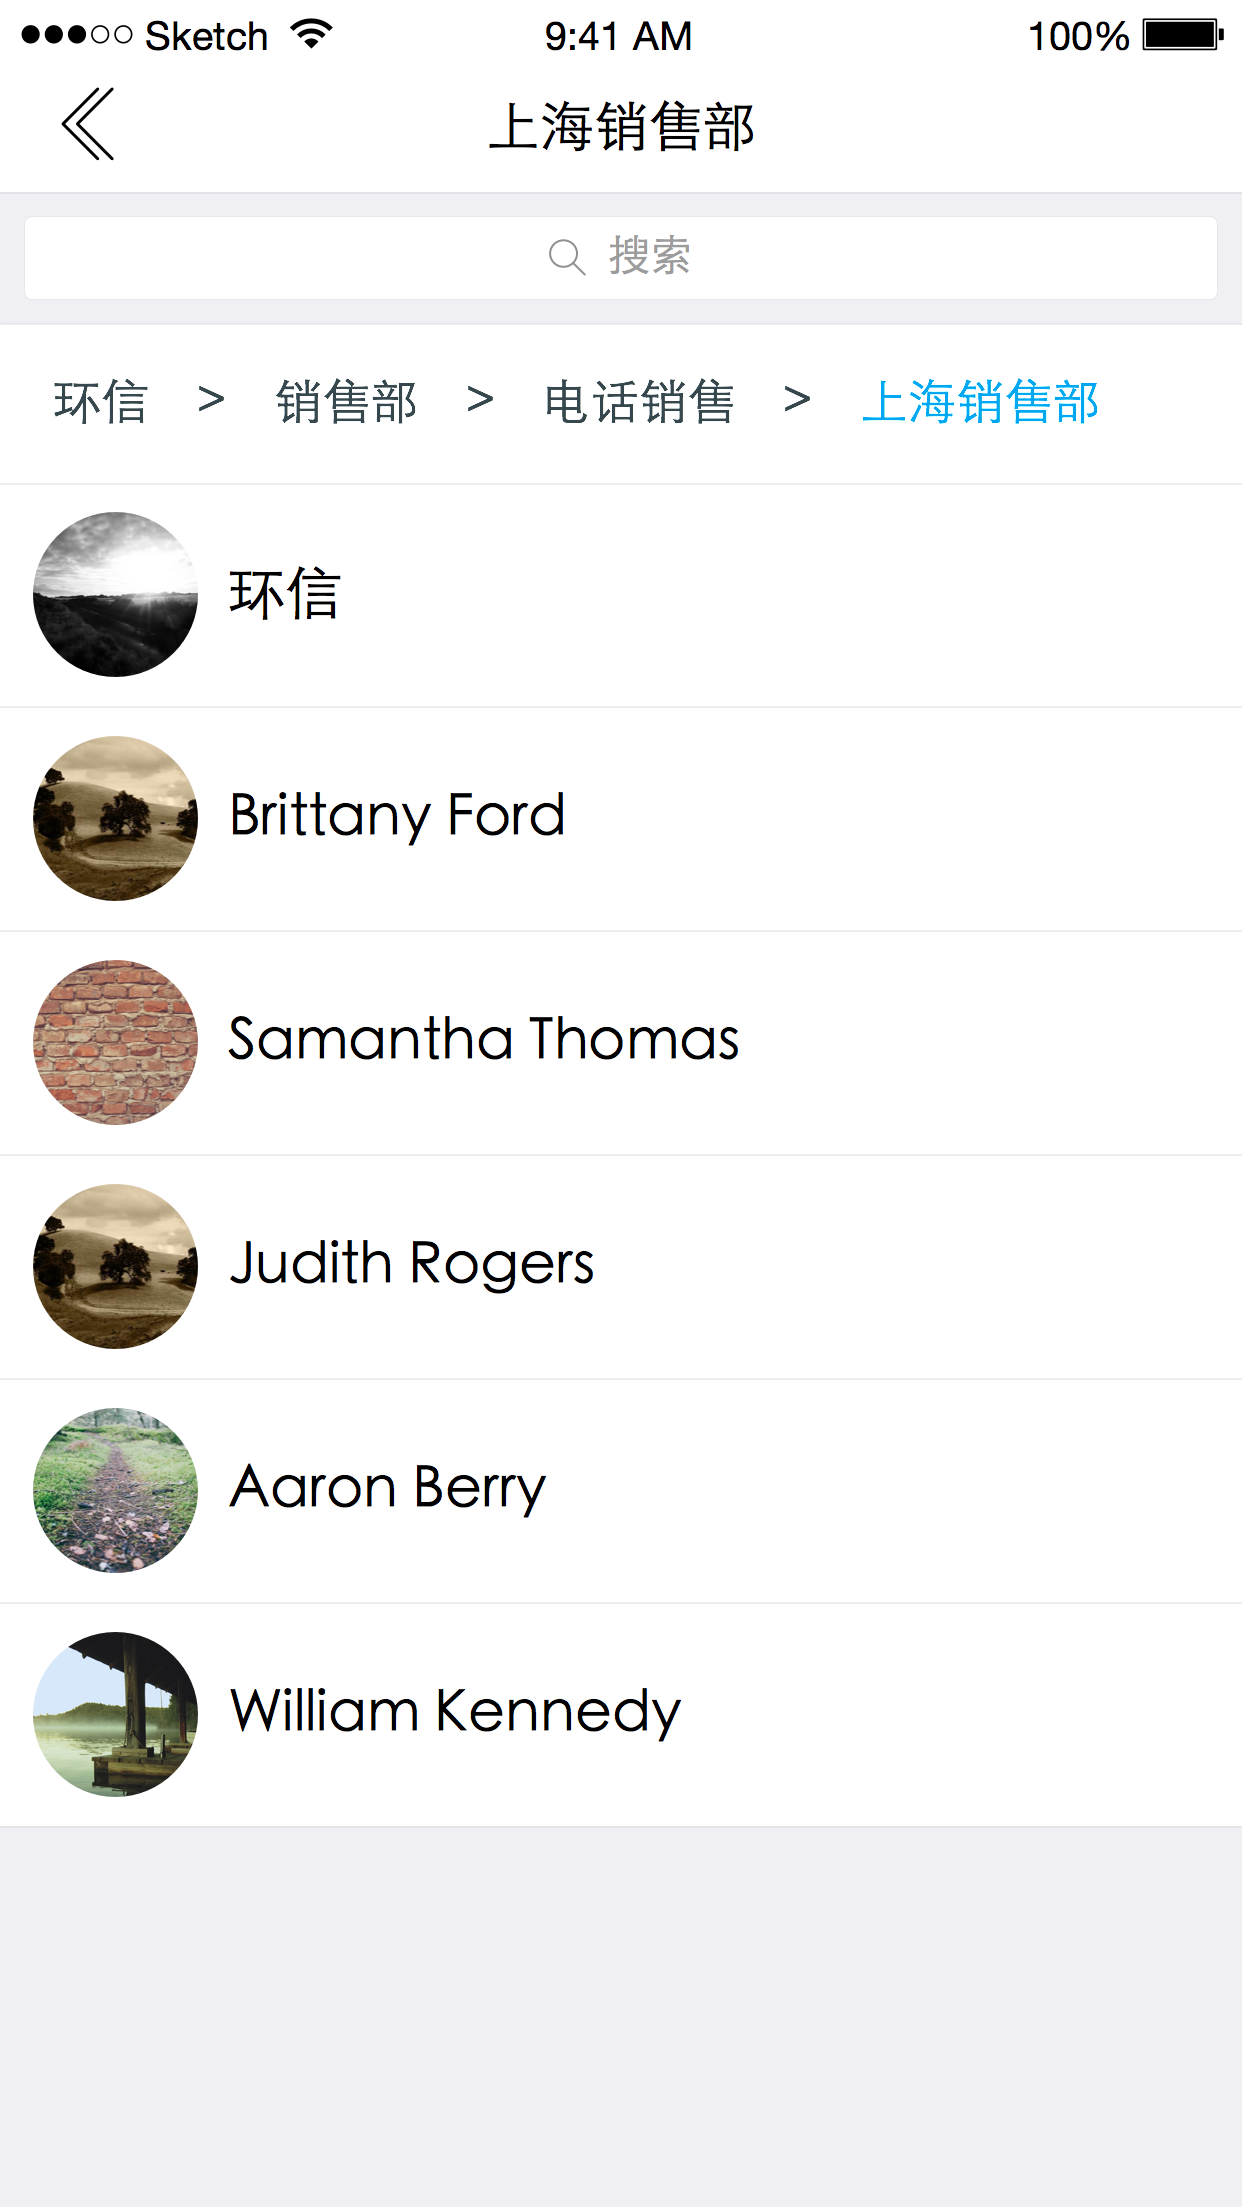 Sketch 9:41 AM 100%
上海销售部
搜索
环信 > 销售部 > 电话销售 > 上海销售部
环信
Brittany Ford
Samantha Thomas
Judith Rogers
Aaron Berry
William Kennedy